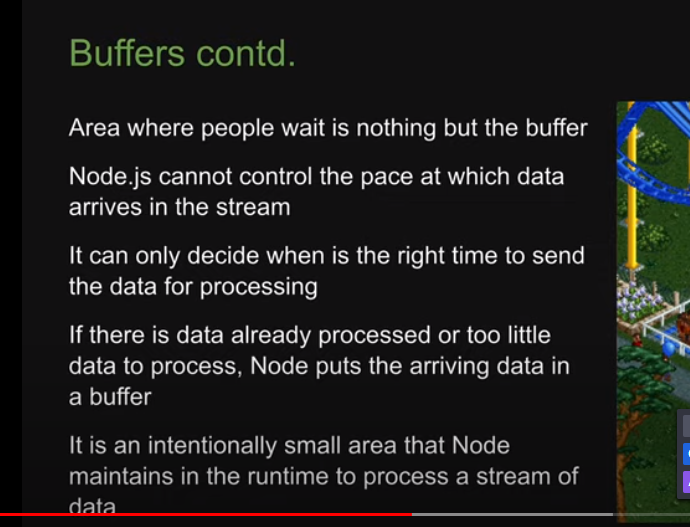 Buffers contd.
Area where people wait is nothing but the buffer
Node.js cannot control the pace at which data
arrives in the stream
It can only decide when is the right time to send
the data for processing
If there is data already processed or too little
data to process, Node puts the arriving data in
a buffer
It is an intentionally small area that Node
maintains in the runtime to process a stream of
data